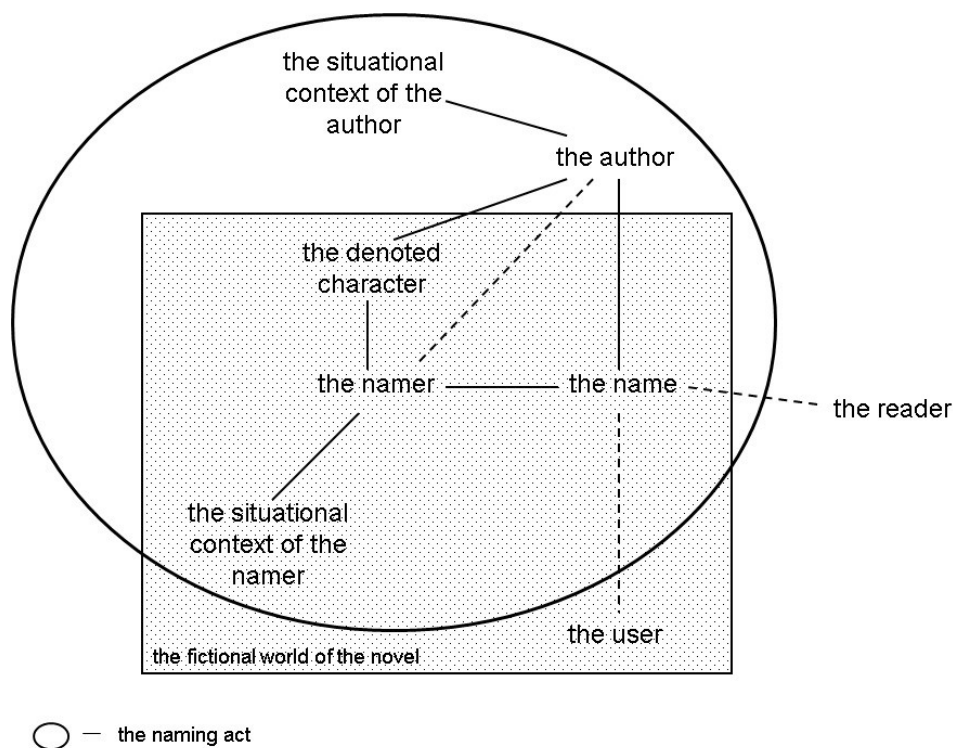 the situational
context of the
author
the author
the denoted
character
the namer
the name
the reader
the situational
context of the
namer
the user
the fictional world of the novel
— the naming act